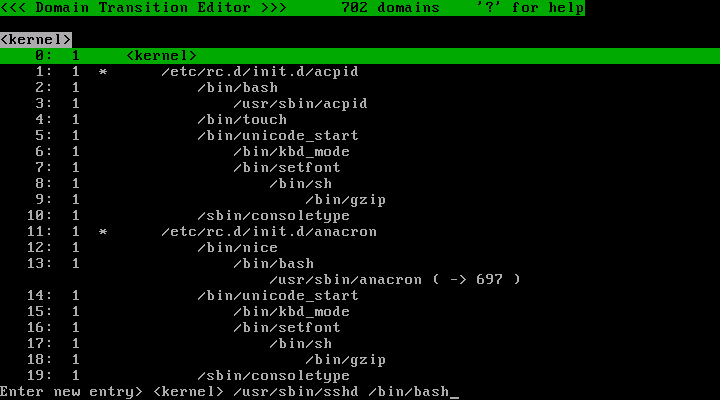 <<< Domain Transition Editor >>>      702 domains    '?' for help
<kernel>
0:  1      <kernel>
1:  1  *       /etc/rc.d/init.d/acpid
2:  1              /bin/bash
3:  1                  /usr/sbin/acpid
4:  1              /bin/touch
5:  1              /bin/unicode_start
6:  1                  /bin/kbd_mode
7:  1                  /bin/setfont
8:  1                      /bin/sh
9:  1                          /bin/gzip
10:  1              /sbin/consoletype
11:  1  *       /etc/rc.d/init.d/anacron
12:  1              /bin/nice
13:  1                  /bin/bash
/usr/sbin/anacron ( -> 697 )
14:  1              /bin/unicode_start
15:  1                  /bin/kbd_mode
16:  1                  /bin/setfont
17:  1                      /bin/sh
18:  1                          /bin/gzip
19:  1              /sbin/consoletype
Enter new entry> <kernel> /usr/sbin/sshd /bin/bash_